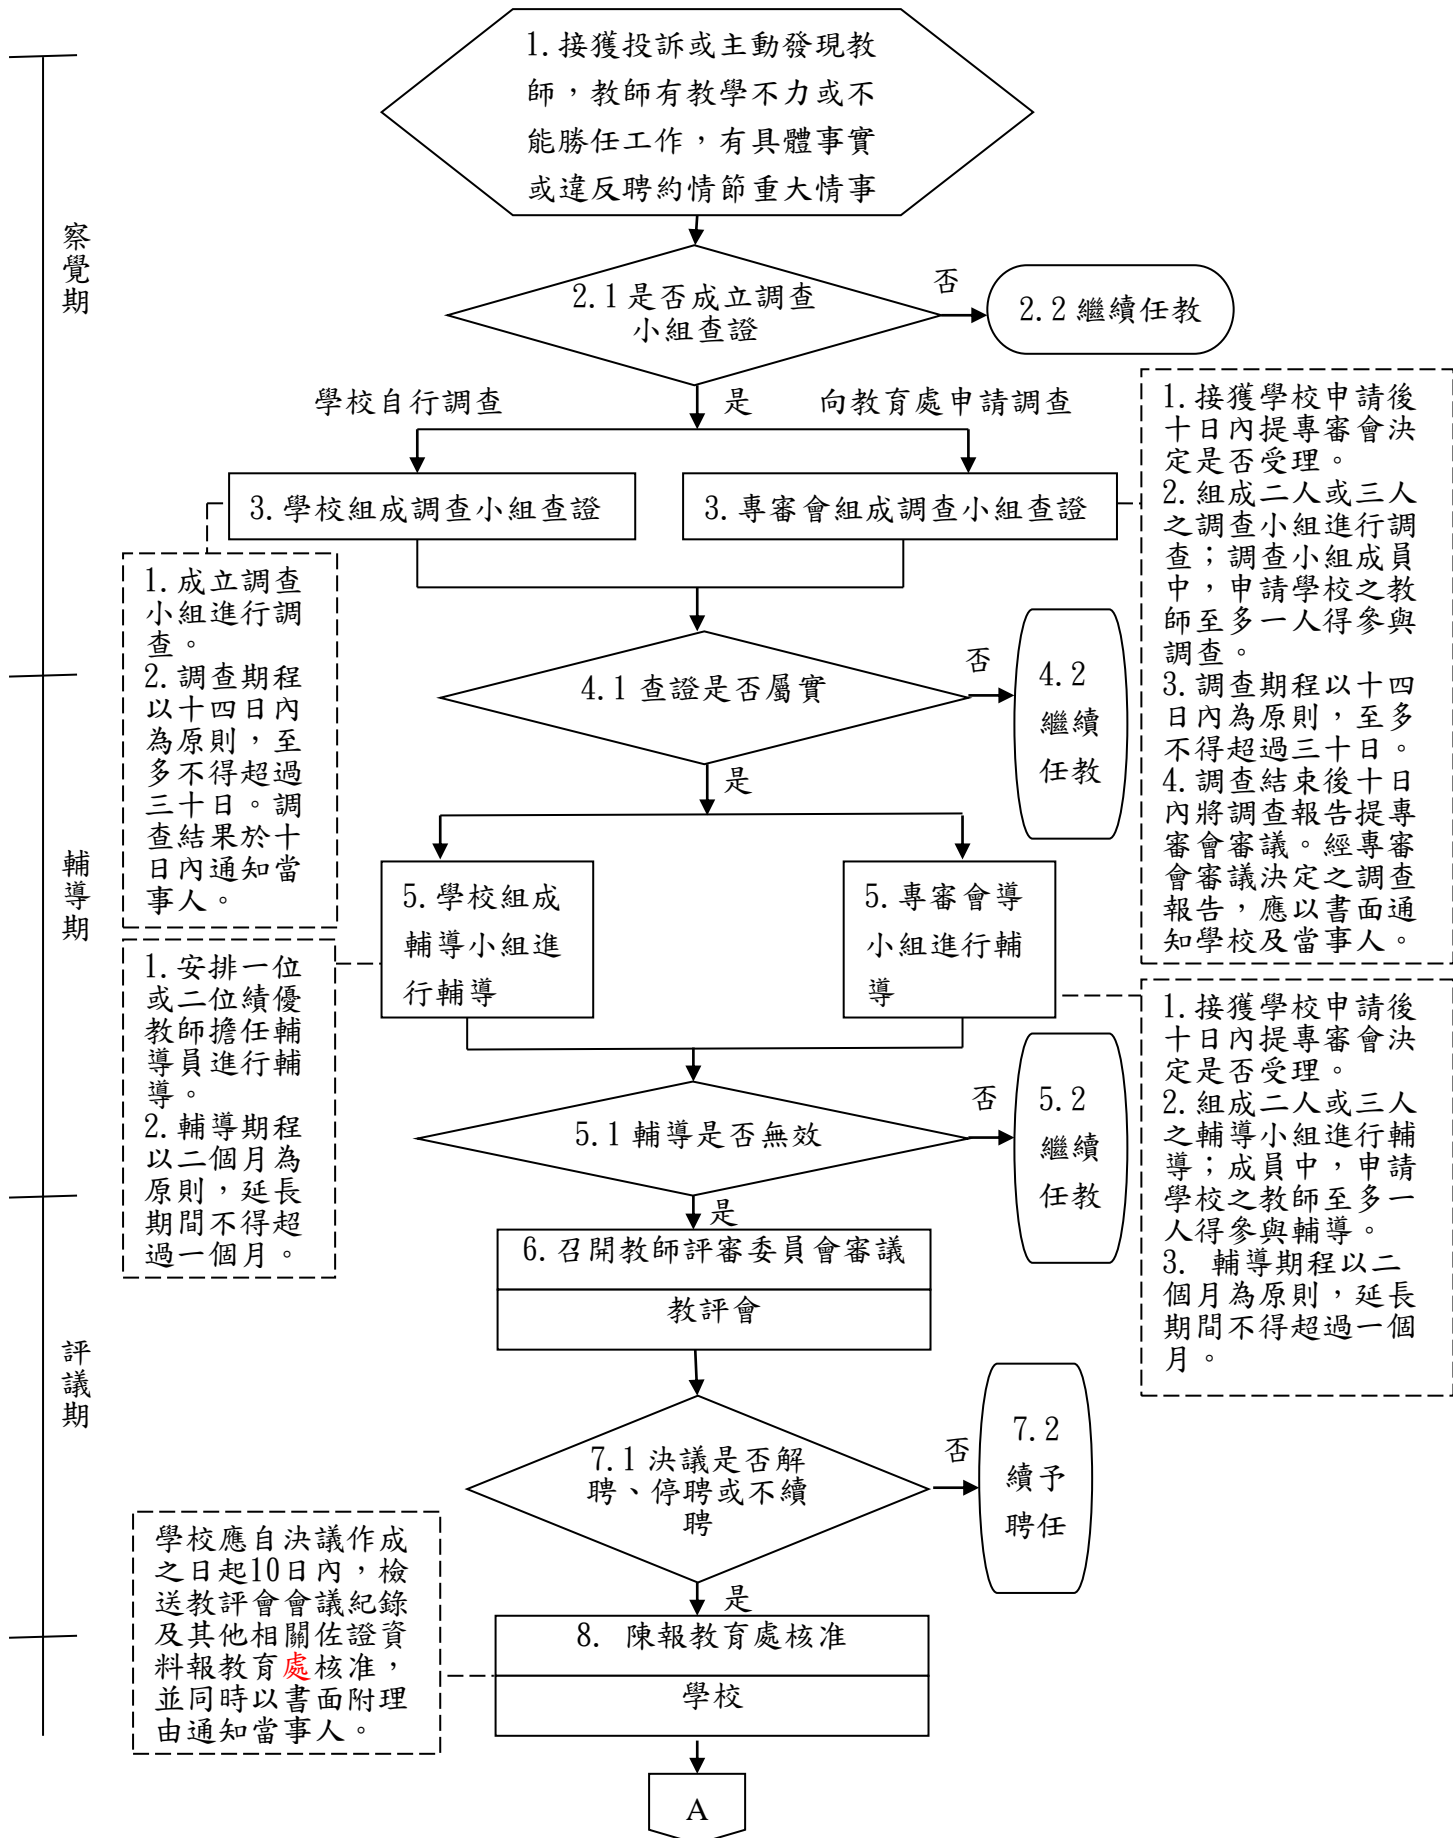 1.接獲投訴或主動發現教
師，教師有教學不力或不
能勝任工作，有具體事實
或違反聘約情節重大情事
察覺期
2.1 是否成立調查
小組查證
否
2.2 繼續任教
學校自行調查
是
向教育處申請調查
3.學校組成調查小組查證
3.專審會組成調查小組查證
1.接獲學校申請後
十日內提專審會決
定是否受理。
2.組成二人或三人
之調查小組進行調
查；調查小組成員
中，申請學校之教
師至多一人得參與
調查。
3.調查期程以十四
日內為原則，至多
不得超過三十日。
4.調查結束後十日
內將調查報告提專
審會審議。經專審
會審議決定之調查
報告，應以書面通
知學校及當事人。
1.成立調查
小組進行調
查。
2.調查期程
以十四日內
為原則，至
多不得超過
三十日。調
查結果於十
日內通知當
事人。
4.1 查證是否屬實
否
4.2
繼續
任教
是
輔導期
5.學校組成
輔導小組進
行輔導
5.專審會導
小組進行輔
導
1.安排一位
或二位績優
教師擔任輔
導員進行輔
導。
2.輔導期程
以二個月為
原則，延長
期間不得超
過一個月。
1.接獲學校申請後
十日內提專審會決
定是否受理。
2.組成二人或三人
之輔導小組進行輔
導；成員中，申請
學校之教師至多一
人得參與輔導。
3. 輔導期程以二
個月為原則，延長
期間不得超過一個
月。
5.1 輔導是否無效
否
5.2
繼續
任教
是
6.召開教師評審委員會審議
教評會
評議期
7.1 決議是否解
聘、停聘或不續
聘
否
7.2
續予
聘任
是
學校應自決議作成
之日起10日內，檢
送教評會會議紀錄
及其他相關佐證資
料報教育處核准，
並同時以書面附理
由通知當事人。
8. 陳報教育處核准
學校
A